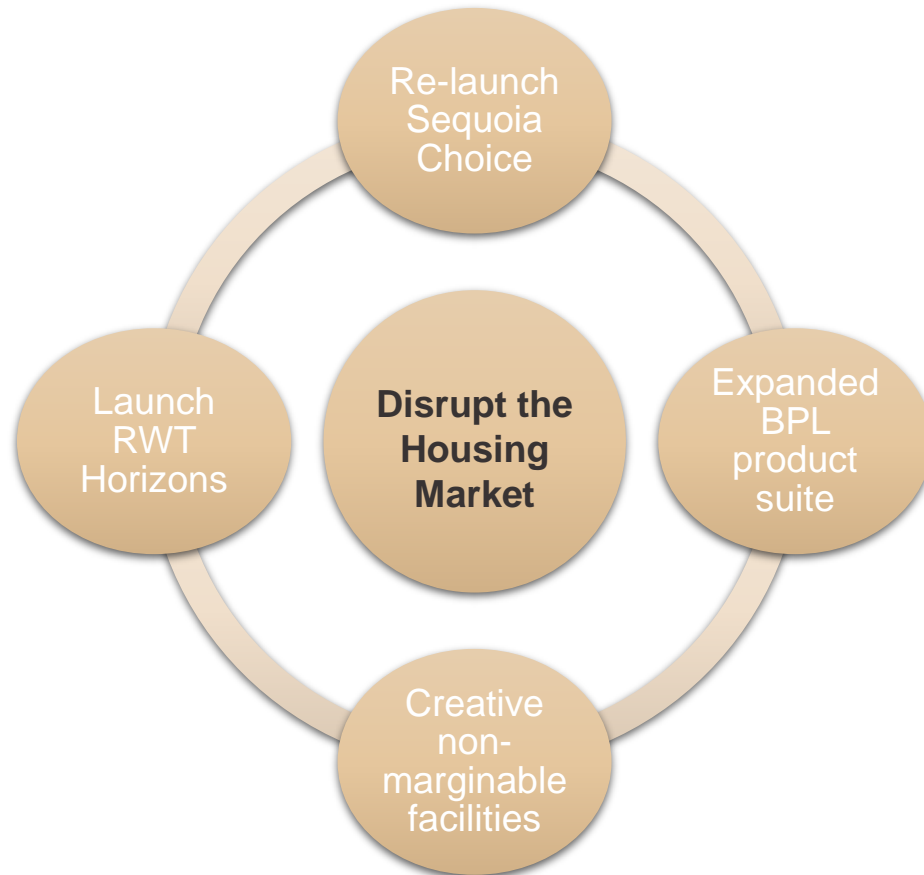 Re-launch
Sequoia
Choice
Launch
RWT
Horizons
Disrupt the
Housing
Market
Expanded
BPL
product
suite
Creative
non-
marginable
facilities